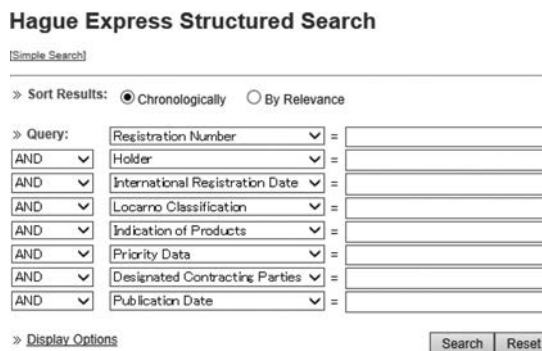 Hague Express Structured Search
[Simple Search]
» Sort Results: Chronologically By Relevance
» Query: Registration Number =
AND Holder =
AND International Registration Date =
AND Locarno Classification =
AND Indication of Products =
AND Priority Data =
AND Designated Contracting Parties =
AND Publication Date =
» Display Options Search Reset